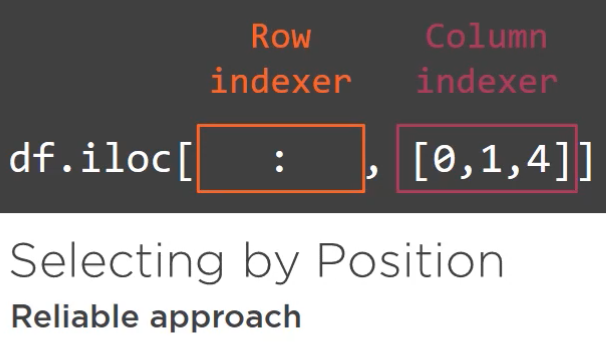 Row Column
indexer indexer
df.iloc[ : , [0,1,4]]
Selecting by Position
Reliable approach